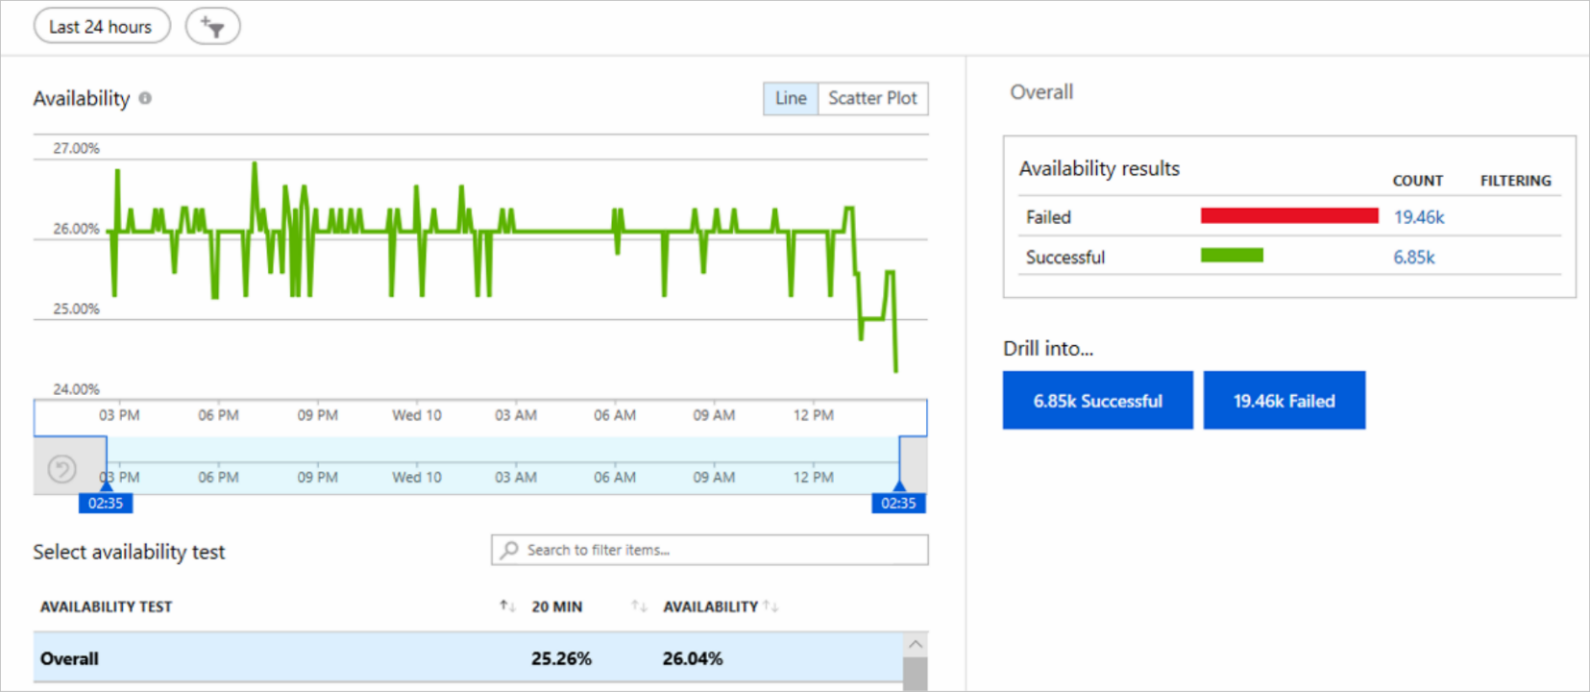 Last 24 hours
Availability
Line Scatter Plot
27.00%
26.00%
25.00%
24.00%
03 PM 06 PM 09 PM Wed 10 03 AM 06 AM 09 AM 12 PM
03 PM 06 PM 09 PM Wed 10 03 AM 06 AM 09 AM 12 PM
02:35 02:35
Select availability test
Search to filter items...
AVAILABILITY TEST 20 MIN AVAILABILITY
Overall 25.26% 26.04%
Overall
Availability results COUNT FILTERING
Failed 19.46k
Successful 6.85k
Drill into...
6.85k Successful 19.46k Failed